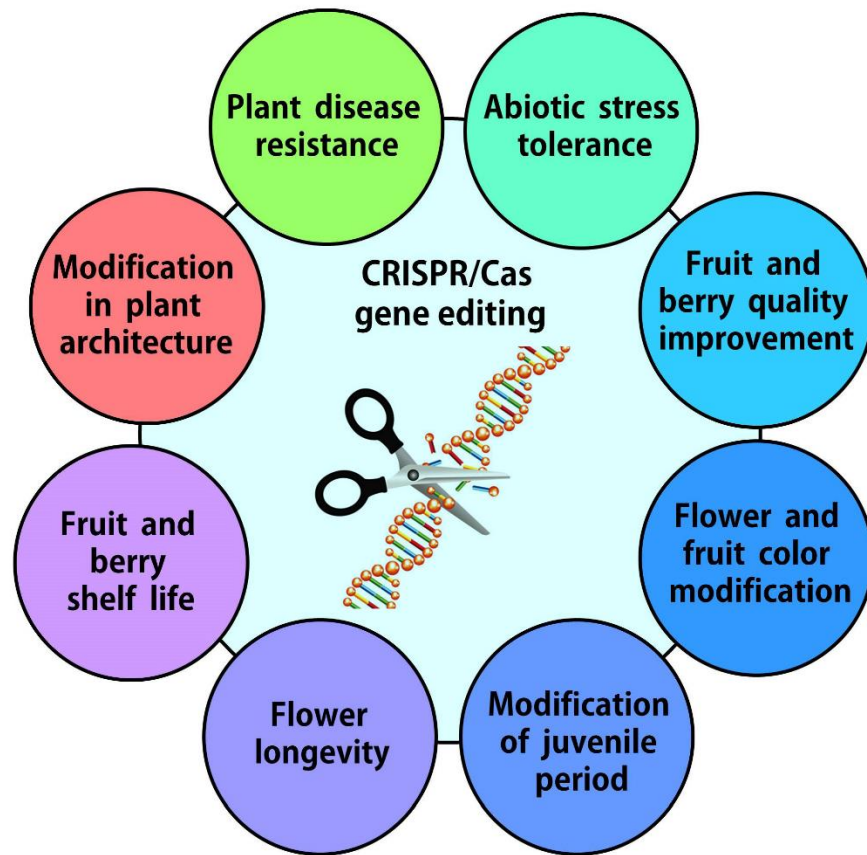 Plant disease
resistance
Abiotic stress
tolerance
Modification
in plant
architecture
CRISPR/Cas
gene editing
Fruit and
berry quality
improvement
Fruit and
berry
shelf life
Flower and
fruit color
modification
Flower
longevity
Modification
of juvenile
period